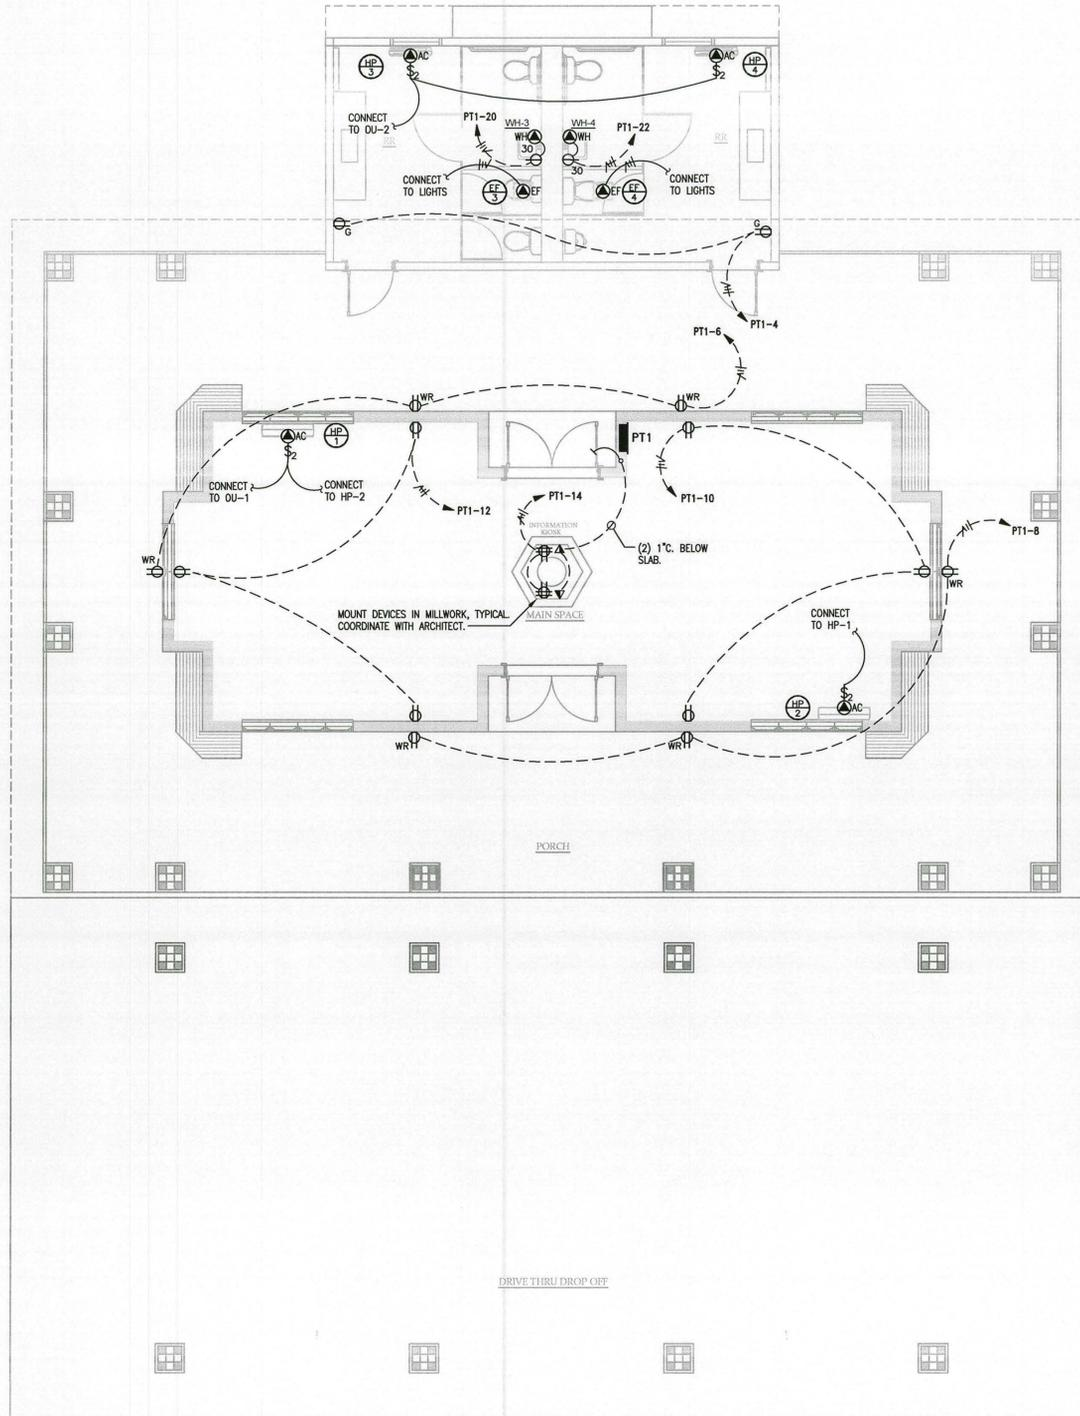 HP
3
AC
S2
AC
S2
HP
4
CONNECT
TO OU-2
PT1-20
WH-3
WH
30
WH-4
WH
30
PT1-22
RR
RR
CONNECT
TO LIGHTS
EF
3
EF
EF
EF
4
CONNECT
TO LIGHTS
G
G
PT1-4
PT1-6
WR
WR
AC
S2
HP
1
PT1
CONNECT
TO OU-1
CONNECT
TO HP-2
PT1-12
PT1-14
PT1-10
INFORMATION
KIOSK
(2) 1"C. BELOW
SLAB.
PT1-8
WR
WR
MOUNT DEVICES IN MILLWORK, TYPICAL.
COORDINATE WITH ARCHITECT.
MAIN SPACE
CONNECT
TO HP-1
S2
AC
HP
2
WR
WR
PORCH
DRIVE THRU DROP OFF